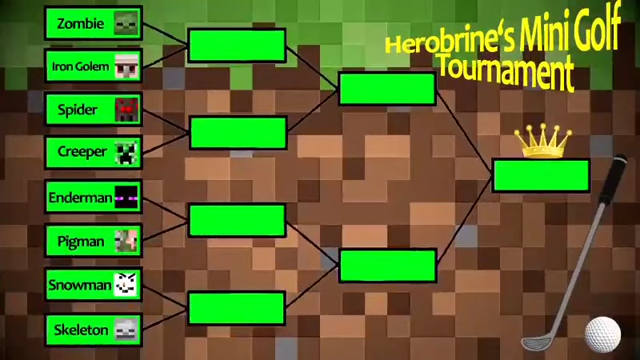 Herobrine's Mini Golf
Tournament
Zombie
Iron Golem
Spider
Creeper
Enderman
Pigman
Snowman
Skeleton